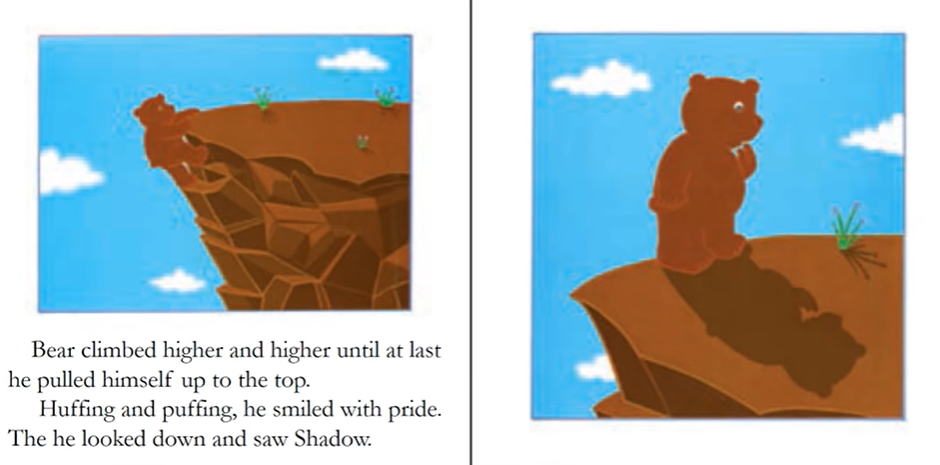 Bear climbed higher and higher until at last
he pulled himself up to the top.
Huffing and puffing, he smiled with pride.
The he looked down and saw Shadow.